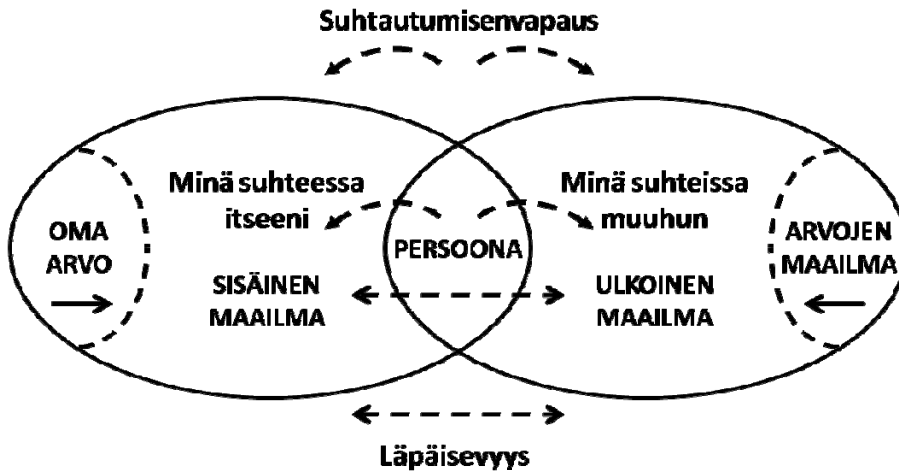 Suhtautumisenvapaus
Minä suhteessa
itseeni
Minä suhteissa
muuhun
OMA
ARVO
PERSOONA
ARVOJEN
MAAILMA
SISÄINEN
MAAILMA
ULKOINEN
MAAILMA
Läpäisevyys